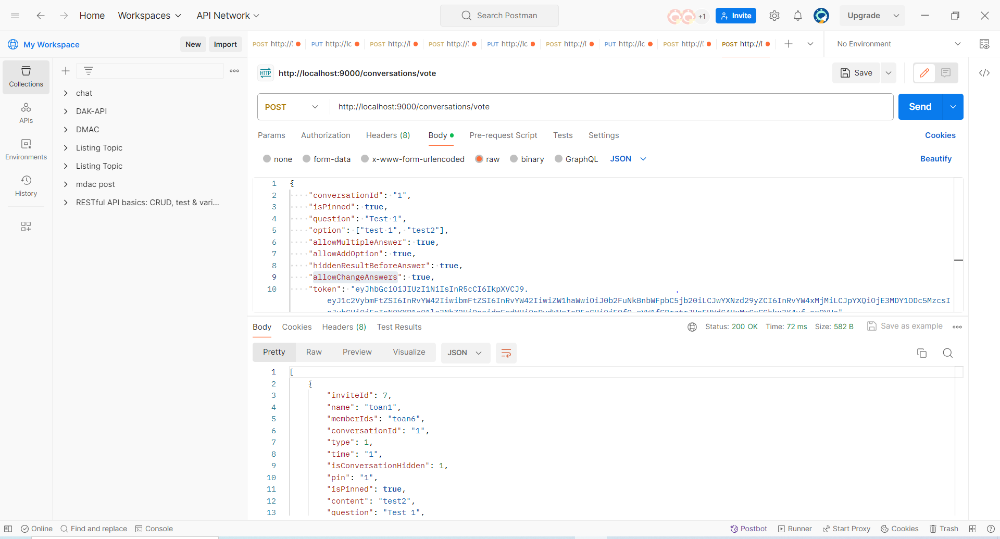 Home Workspaces API Network Search Postman +1 Invite Upgrade
My Workspace New Import
POST http://l PUT http://lo POST http://l POST http://l PUT http://lo POST http://l PUT http://lo POST http://l POST http://l No Environment
Collections
APIs
Environments
History
chat
DAK-API
DMAC
Listing Topic
Listing Topic
mdac post
RESTful API basics: CRUD, test & vari...
HTTP http://localhost:9000/conversations/vote Save
POST http://localhost:9000/conversations/vote Send
Params Authorization Headers (8) Body Pre-request Script Tests Settings Cookies
none form-data x-www-form-urlencoded raw binary GraphQL JSON Beautify
1 {
2 "conversationId": "1",
3 "isPinned": true,
4 "question": "Test 1",
5 "option": ["test 1", "test2"],
6 "allowMultipleAnswer": true,
7 "allowAddOption": true,
8 "hiddenResultBeforeAnswer": true,
9 "allowChangeAnswers": true,
10 "token": "eyJhbGciOiJIUzI1NiIsInR5cCI6IkpXVCJ9.
eyJ1c2VybmFtZSI6InRvYW42IiwibmFtZSI6InRvYW42IiwiZW1haWwiOiJ0b2FuNkBnbWFpbC5jb20iLCJwYXNzd29yZCI6InRvYW4xMjMiLCJpYXQiOjE3MDY1ODc5MzcsI
Body Cookies Headers (8) Test Results Status: 200 OK Time: 72 ms Size: 582 B Save as example
Pretty Raw Preview Visualize JSON
1 [
2 {
3 "inviteId": 7,
4 "name": "toan1",
5 "memberIds": "toan6",
6 "conversationId": "1",
7 "type": 1,
8 "time": "1",
9 "isConversationHidden": 1,
10 "pin": "1",
11 "isPinned": true,
12 "content": "test2",
13 "question": "Test 1",
Online Find and replace Console Postbot Runner Start Proxy Cookies Trash